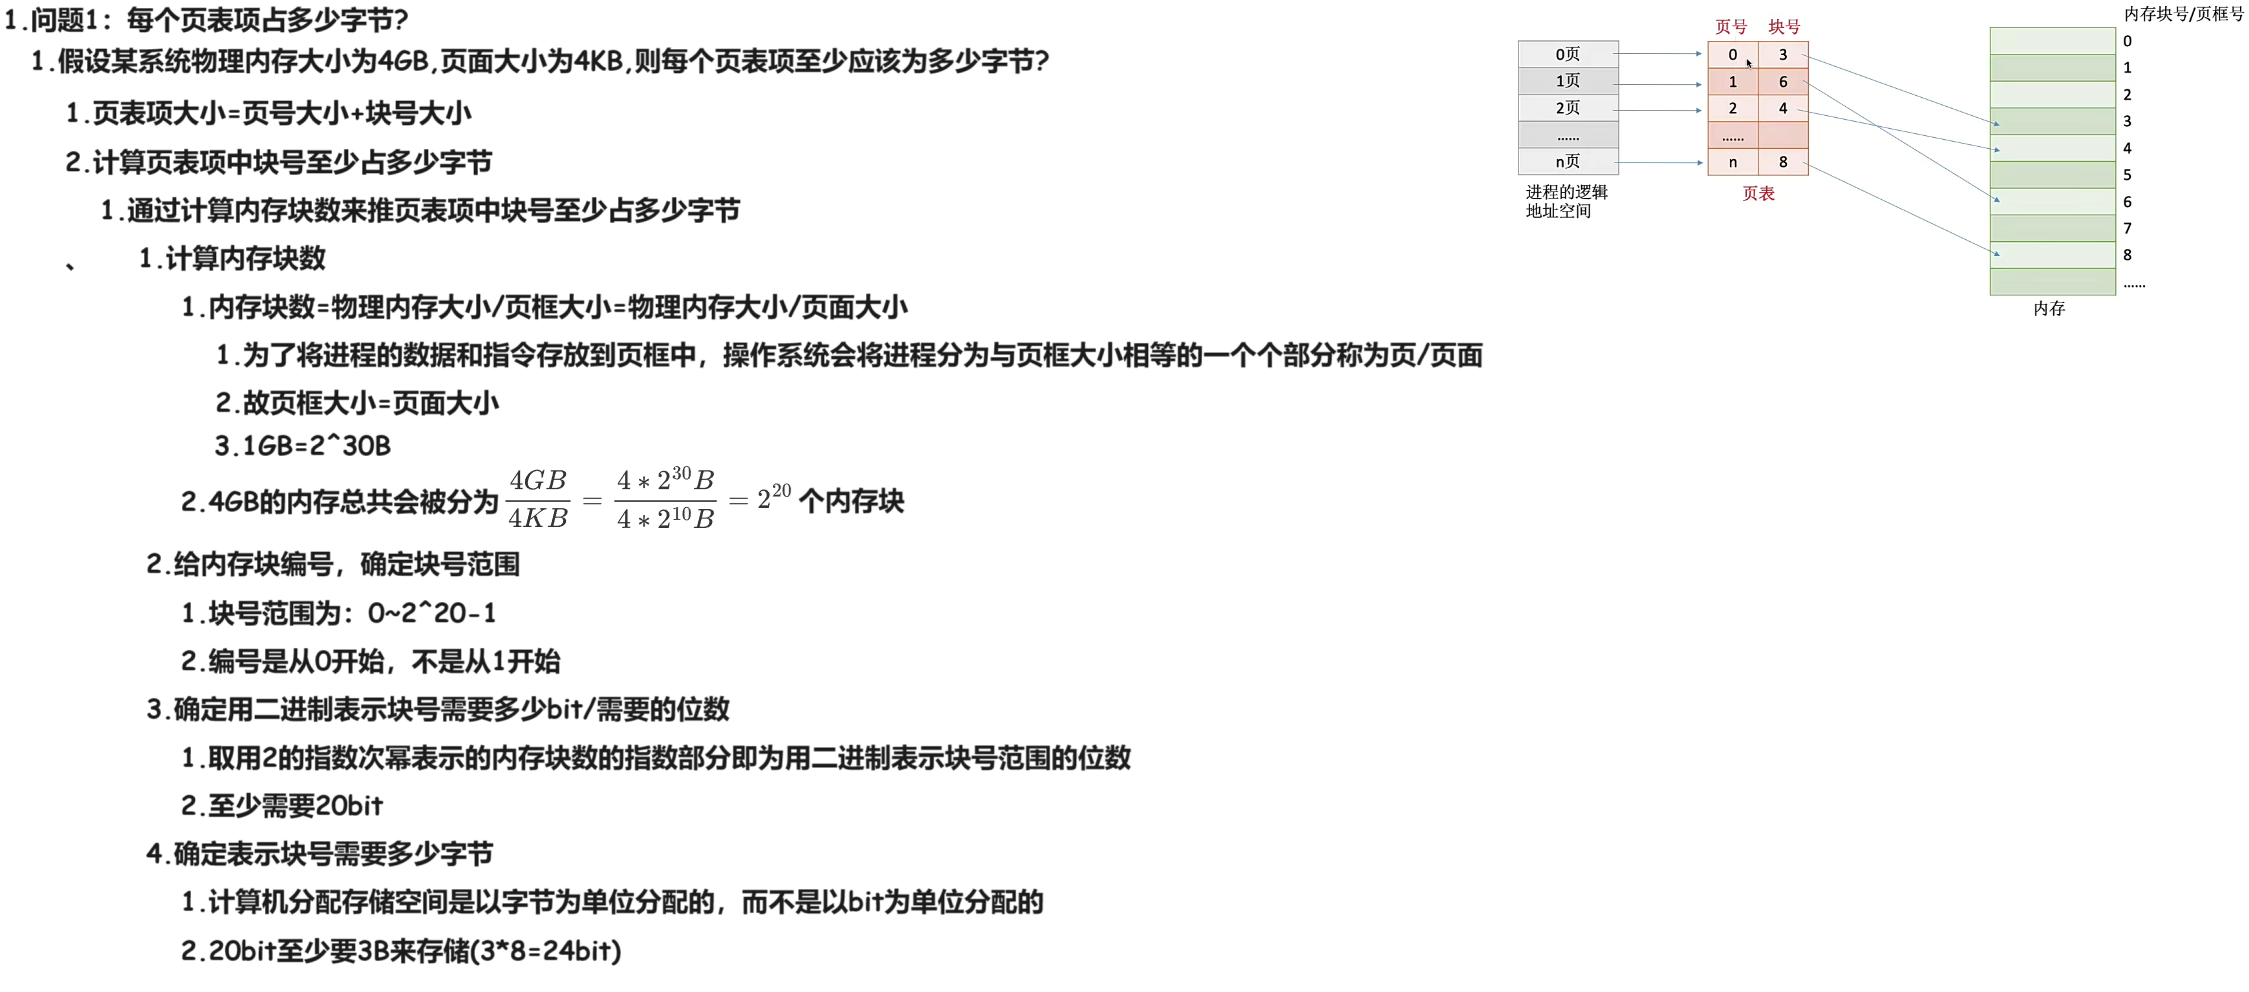 1.问题1：每个页表项占多少字节?
1.假设某系统物理内存大小为4GB,页面大小为4KB,则每个页表项至少应该为多少字节?
1.页表项大小=页号大小+块号大小
2.计算页表项中块号至少占多少字节
1.通过计算内存块数来推页表项中块号至少占多少字节
、 1.计算内存块数
1.内存块数=物理内存大小/页框大小=物理内存大小/页面大小
1.为了将进程的数据和指令存放到页框中，操作系统会将进程分为与页框大小相等的一个个部分称为页/页面
2.故页框大小=页面大小
3.1GB=2^30B
2.4GB的内存总共会被分为 4GB/4KB = 4*2^30B/4*2^10B = 2^20 个内存块
2.给内存块编号，确定块号范围
1.块号范围为：0~2^20-1
2.编号是从0开始，不是从1开始
3.确定用二进制表示块号需要多少bit/需要的位数
1.取用2的指数次幂表示的内存块数的指数部分即为用二进制表示块号范围的位数
2.至少需要20bit
4.确定表示块号需要多少字节
1.计算机分配存储空间是以字节为单位分配的，而不是以bit为单位分配的
2.20bit至少要3B来存储(3*8=24bit)
0页
1页
2页
……
n页
进程的逻辑
地址空间
页号 块号
0 3
1 6
2 4
……
n 8
页表
内存块号/页框号
0
1
2
3
4
5
6
7
8
……
内存